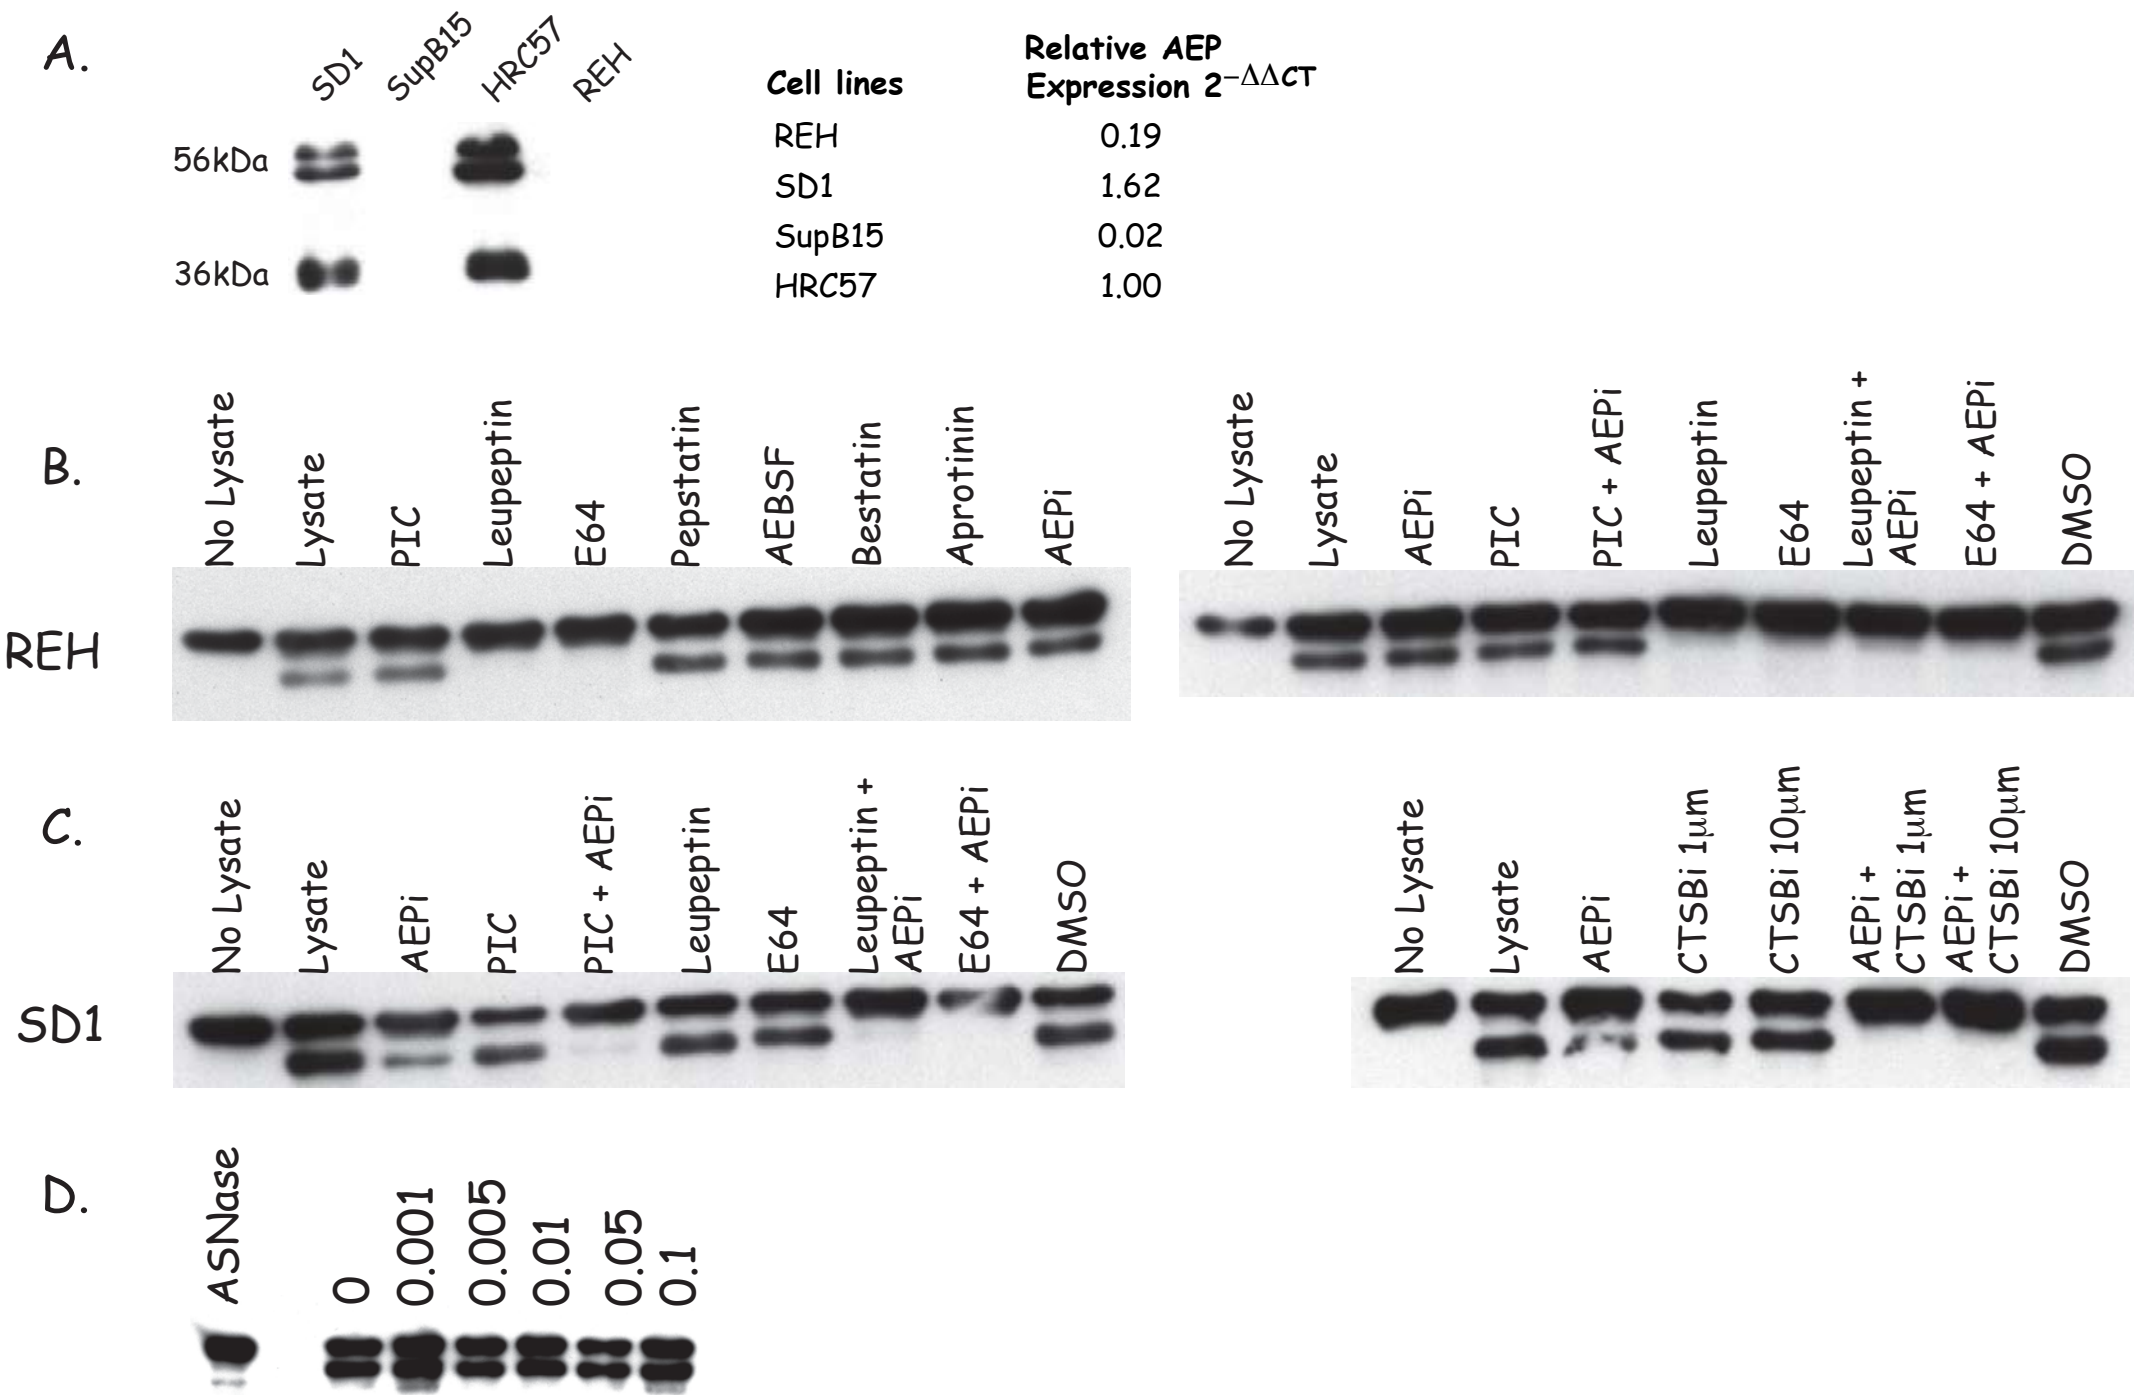 A.
SD1
SupB15
HRC57
REH
56kDa
36kDa
Cell lines
Relative AEP
Expression 2−ΔΔCT
REH 0.19
SD1 1.62
SupB15 0.02
HRC57 1.00
B.
No Lysate
Lysate
PIC
Leupeptin
E64
Pepstatin
AEBSF
Bestatin
Aprotinin
AEPi
No Lysate
Lysate
AEPi
PIC
PIC + AEPi
Leupeptin
E64
Leupeptin +
AEPi
E64 + AEPi
DMSO
REH
C.
No Lysate
Lysate
AEPi
PIC
PIC + AEPi
Leupeptin
E64
Leupeptin +
AEPi
E64 + AEPi
DMSO
No Lysate
Lysate
AEPi
CTSBi 1μm
CTSBi 10μm
AEPi +
CTSBi 1μm
AEPi +
CTSBi 10μm
DMSO
SD1
D.
ASNase
0
0.001
0.005
0.01
0.05
0.1